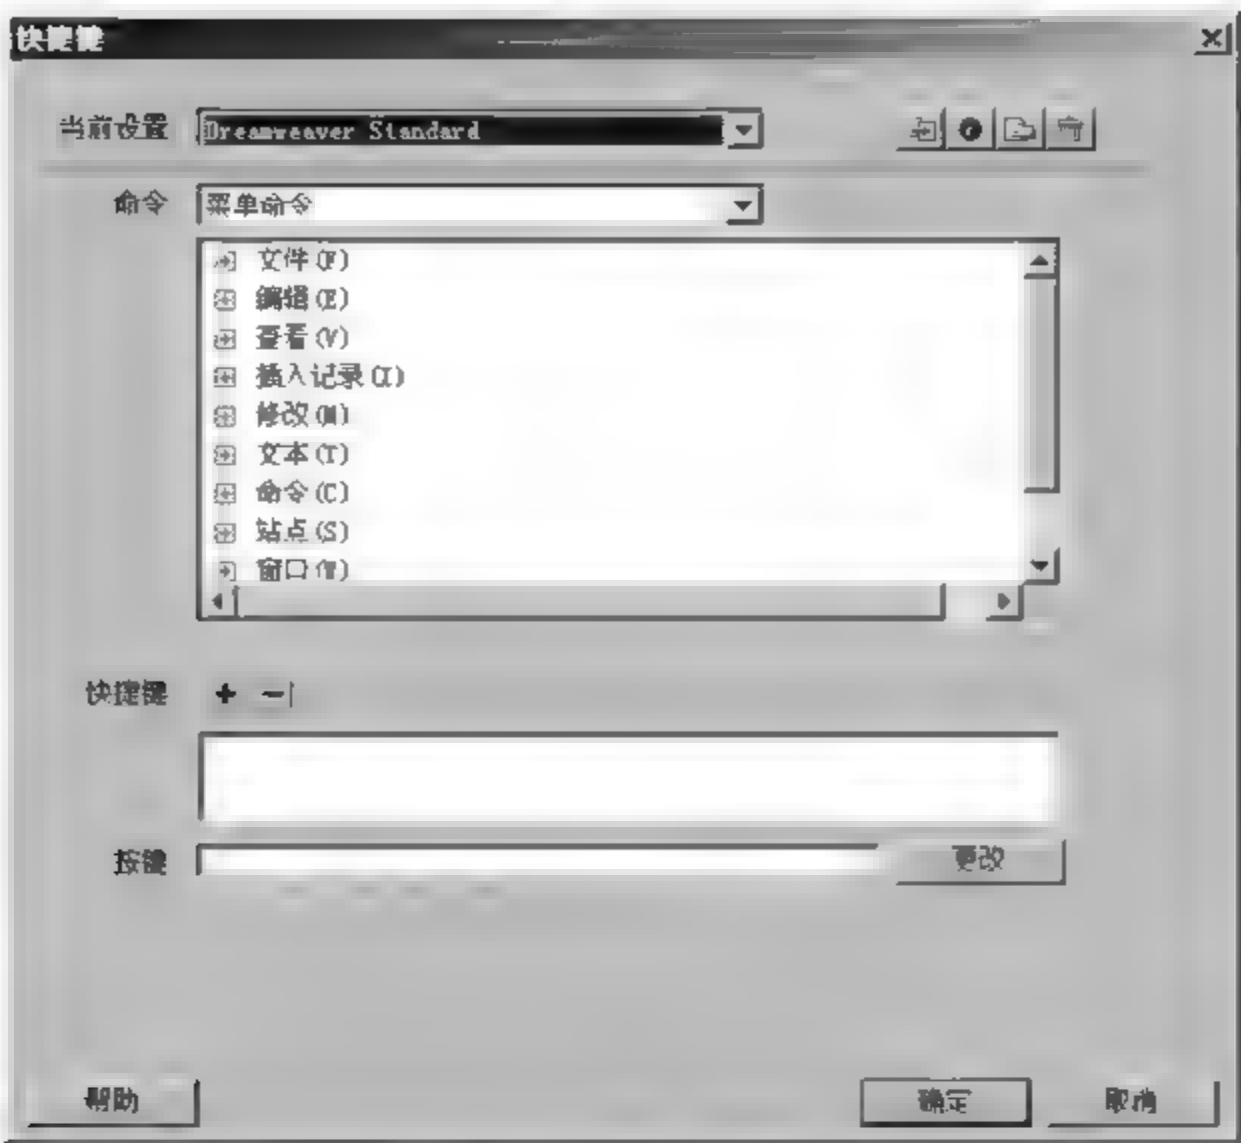 快捷键
当前设置 Dreamweaver Standard
命令 菜单命令
文件(F)
编辑(E)
查看(V)
插入记录(I)
修改(M)
文本(T)
命令(C)
站点(S)
窗口(W)
快捷键
按键 更改
帮助 确定 取消